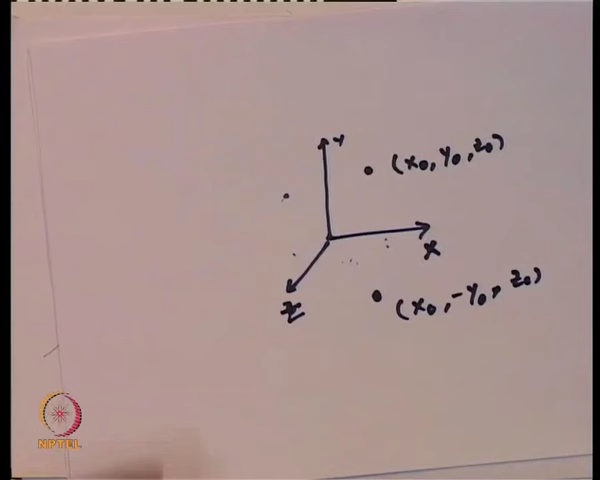 Y
(x0, y0, z0)
X
Z
(x0, -y0, z0)
NPTEL